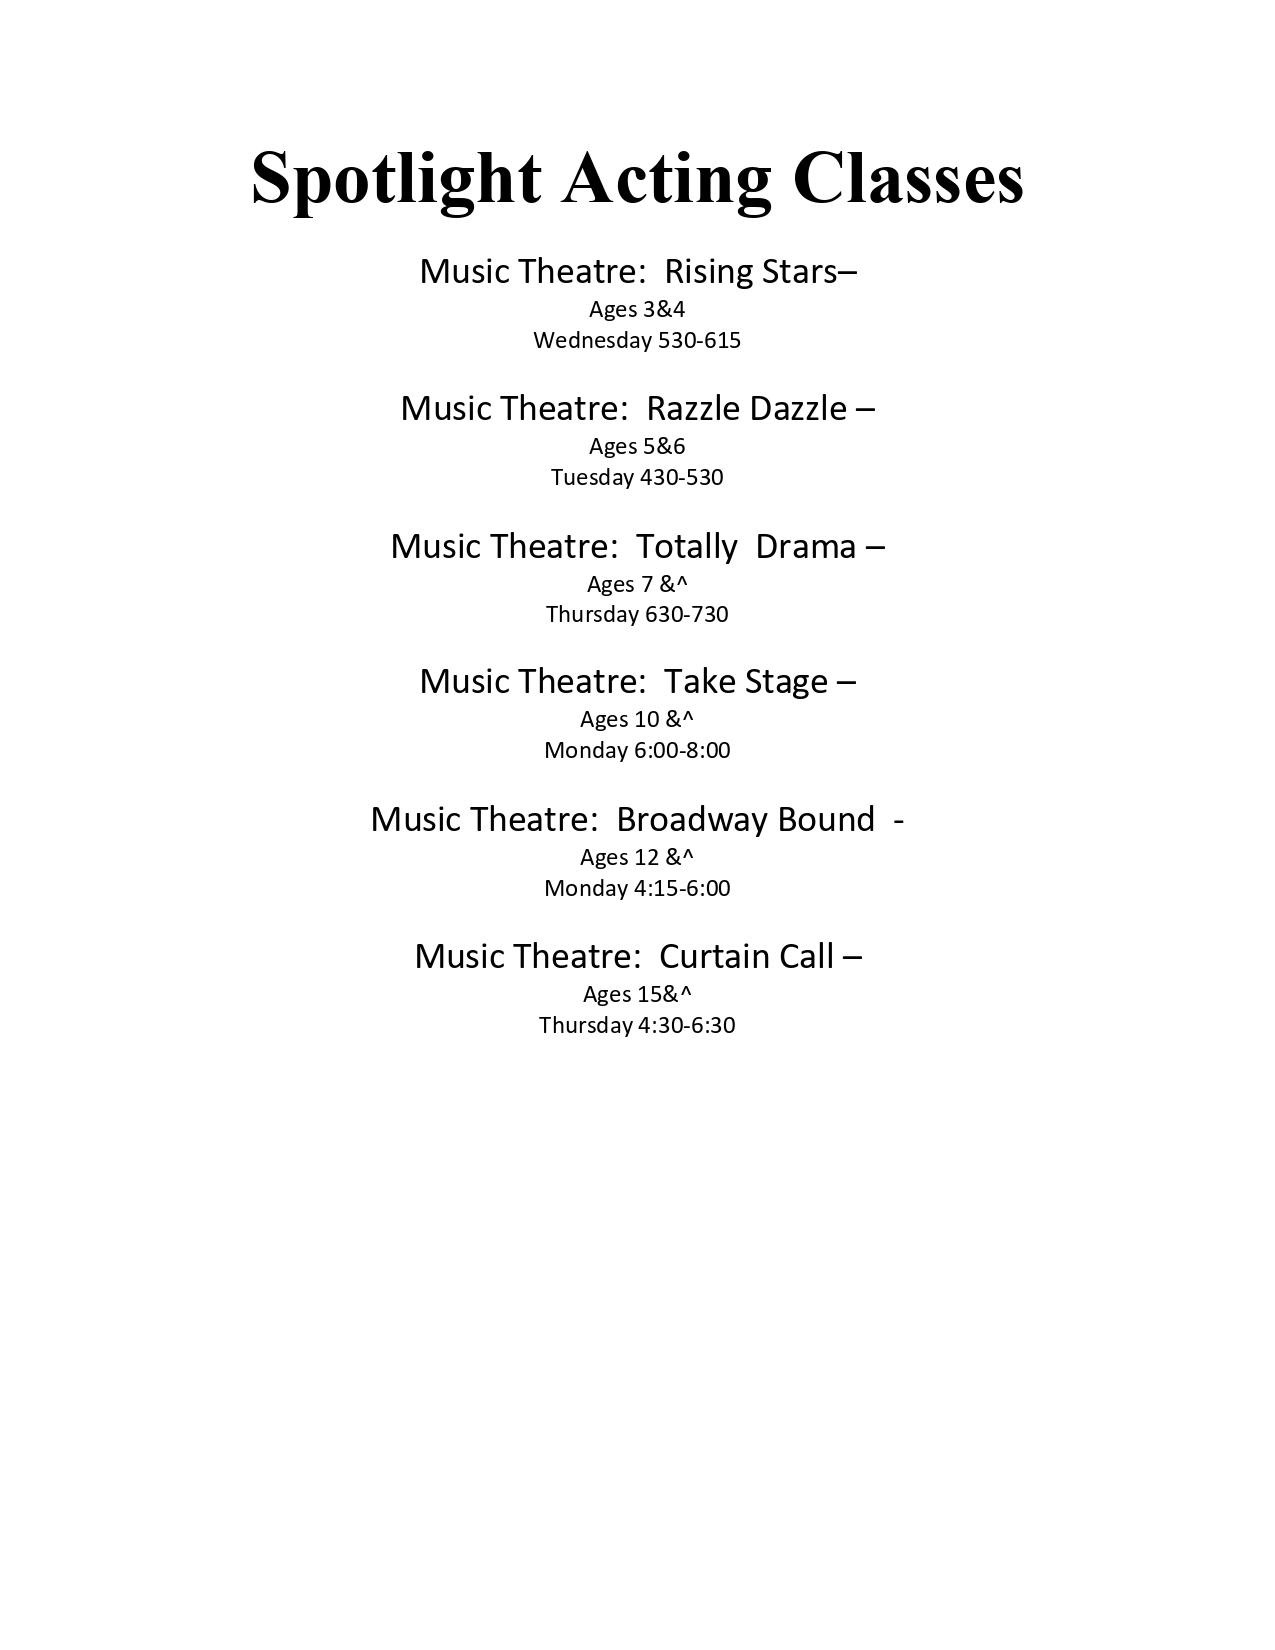 Spotlight Acting Classes
Music Theatre:  Rising Stars–
Ages 3&4
Wednesday 530-615
Music Theatre:  Razzle Dazzle –
Ages 5&6
Tuesday 430-530
Music Theatre:  Totally  Drama –
Ages 7 &^
Thursday 630-730
Music Theatre:  Take Stage –
Ages 10 &^
Monday 6:00-8:00
Music Theatre:  Broadway Bound  -
Ages 12 &^
Monday 4:15-6:00
Music Theatre:  Curtain Call –
Ages 15&^
Thursday 4:30-6:30